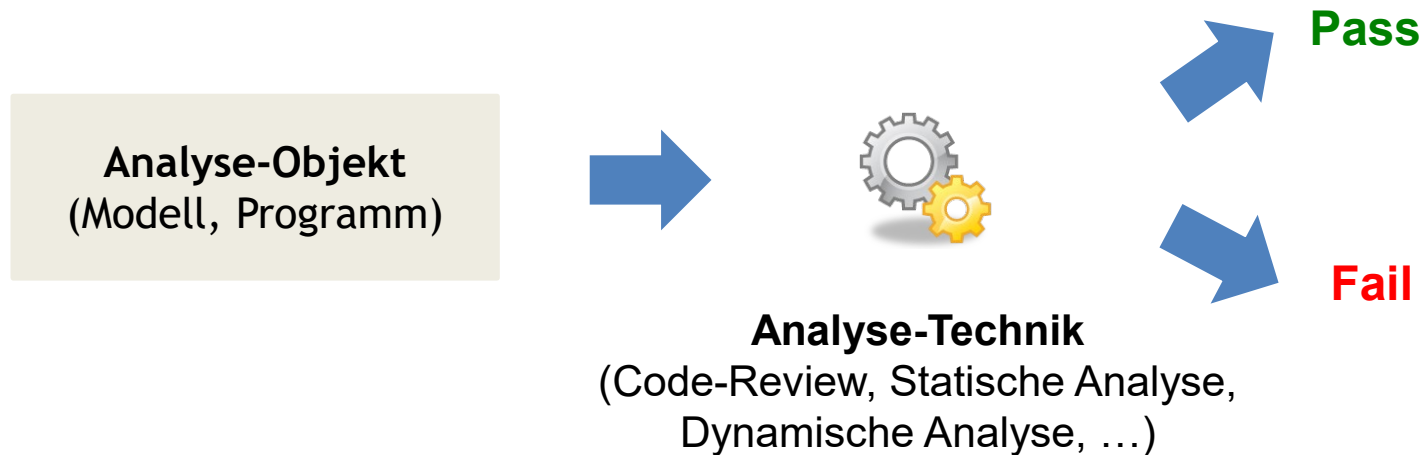 Analyse-Objekt
(Modell, Programm)
Analyse-Technik
(Code-Review, Statische Analyse,
Dynamische Analyse, …)
Pass
Fail